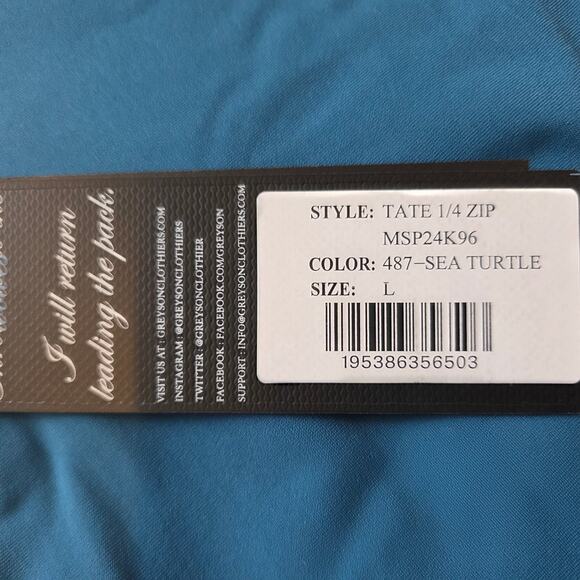 I will return
leading the pack.
VISIT US AT : GREYSONCLOTHIERS.COM
INSTAGRAM : @GREYSONCLOTHIERS
TWITTER : @GREYSONCLOTHIER
FACEBOOK : FACEBOOK.COM/GREYSON
SUPPORT : INFO@GREYSONCLOTHIERS.COM
STYLE: TATE 1/4 ZIP
MSP24K96
COLOR: 487-SEA TURTLE
SIZE: L
195386356503